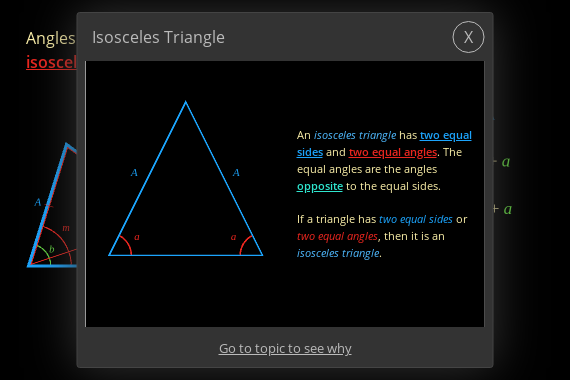 Angles
isoscel
Isosceles Triangle
X
An isosceles triangle has two equal
sides and two equal angles. The
equal angles are the angles
opposite to the equal sides.
If a triangle has two equal sides or
two equal angles, then it is an
isosceles triangle.
A
A
a
a
A
m
b
a
+ a
Go to topic to see why